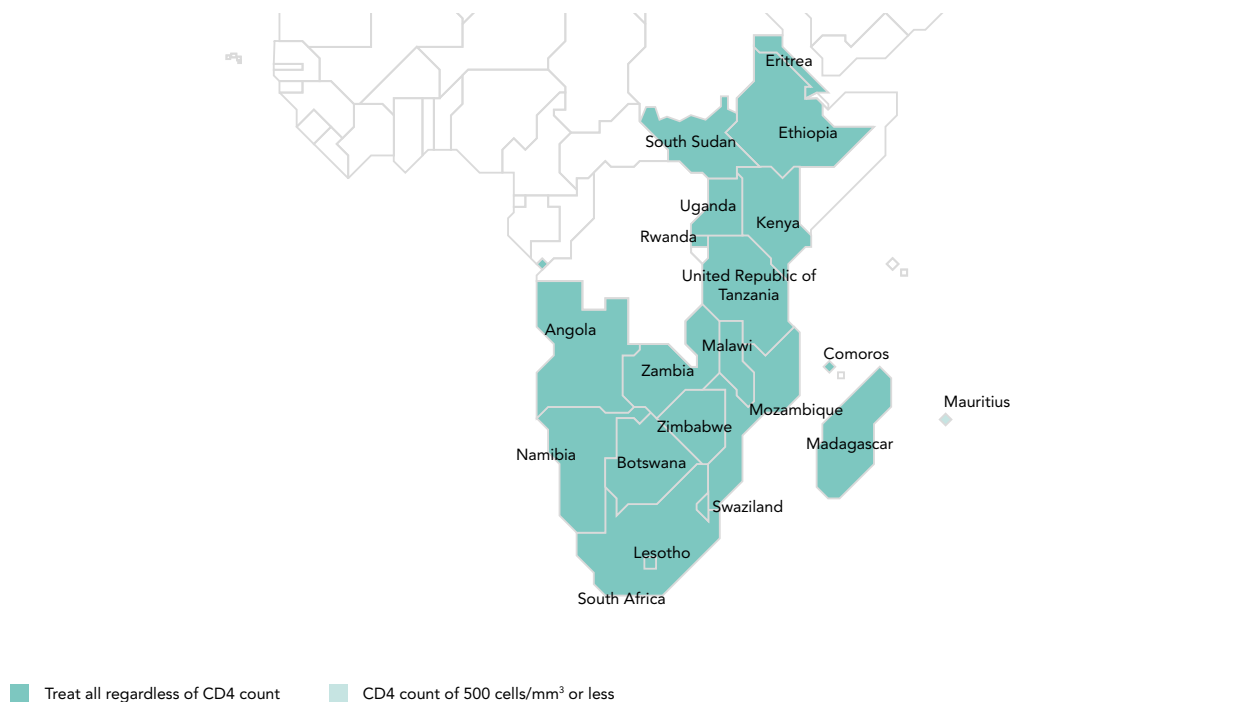 Eritrea
Ethiopia
South Sudan
Uganda
Kenya
Rwanda
United Republic of
Tanzania
Angola
Malawi
Comoros
Zambia
Mauritius
Mozambique
Zimbabwe
Madagascar
Namibia
Botswana
Swaziland
Lesotho
South Africa
Treat all regardless of CD4 count
CD4 count of 500 cells/mm³ or less